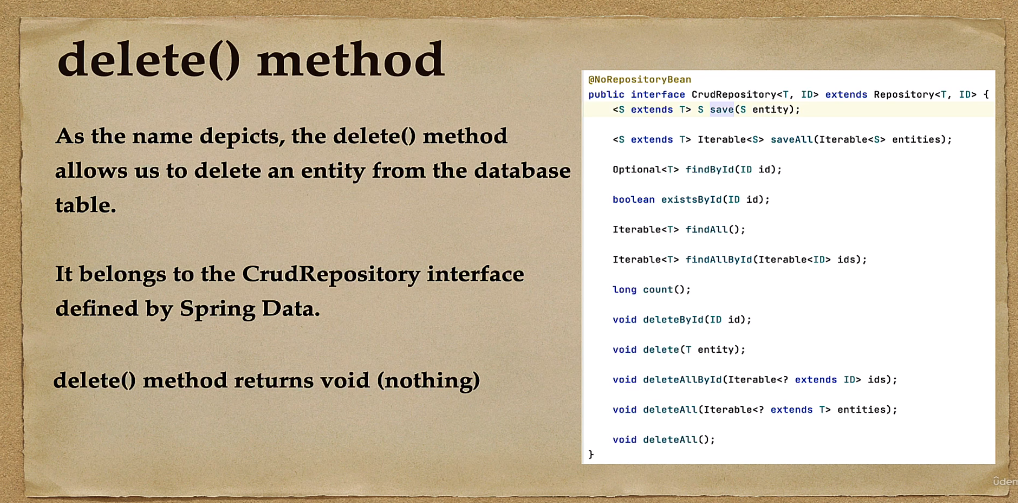 delete() method
As the name depicts, the delete() method
allows us to delete an entity from the database
table.
It belongs to the CrudRepository interface
defined by Spring Data.
delete() method returns void (nothing)
@NoRepositoryBean
public interface CrudRepository<T, ID> extends Repository<T, ID> {
<S extends T> S save(S entity);
<S extends T> Iterable<S> saveAll(Iterable<S> entities);
Optional<T> findById(ID id);
boolean existsById(ID id);
Iterable<T> findAll();
Iterable<T> findAllById(Iterable<ID> ids);
long count();
void deleteById(ID id);
void delete(T entity);
void deleteAllById(Iterable<? extends ID> ids);
void deleteAll(Iterable<? extends T> entities);
void deleteAll();
}